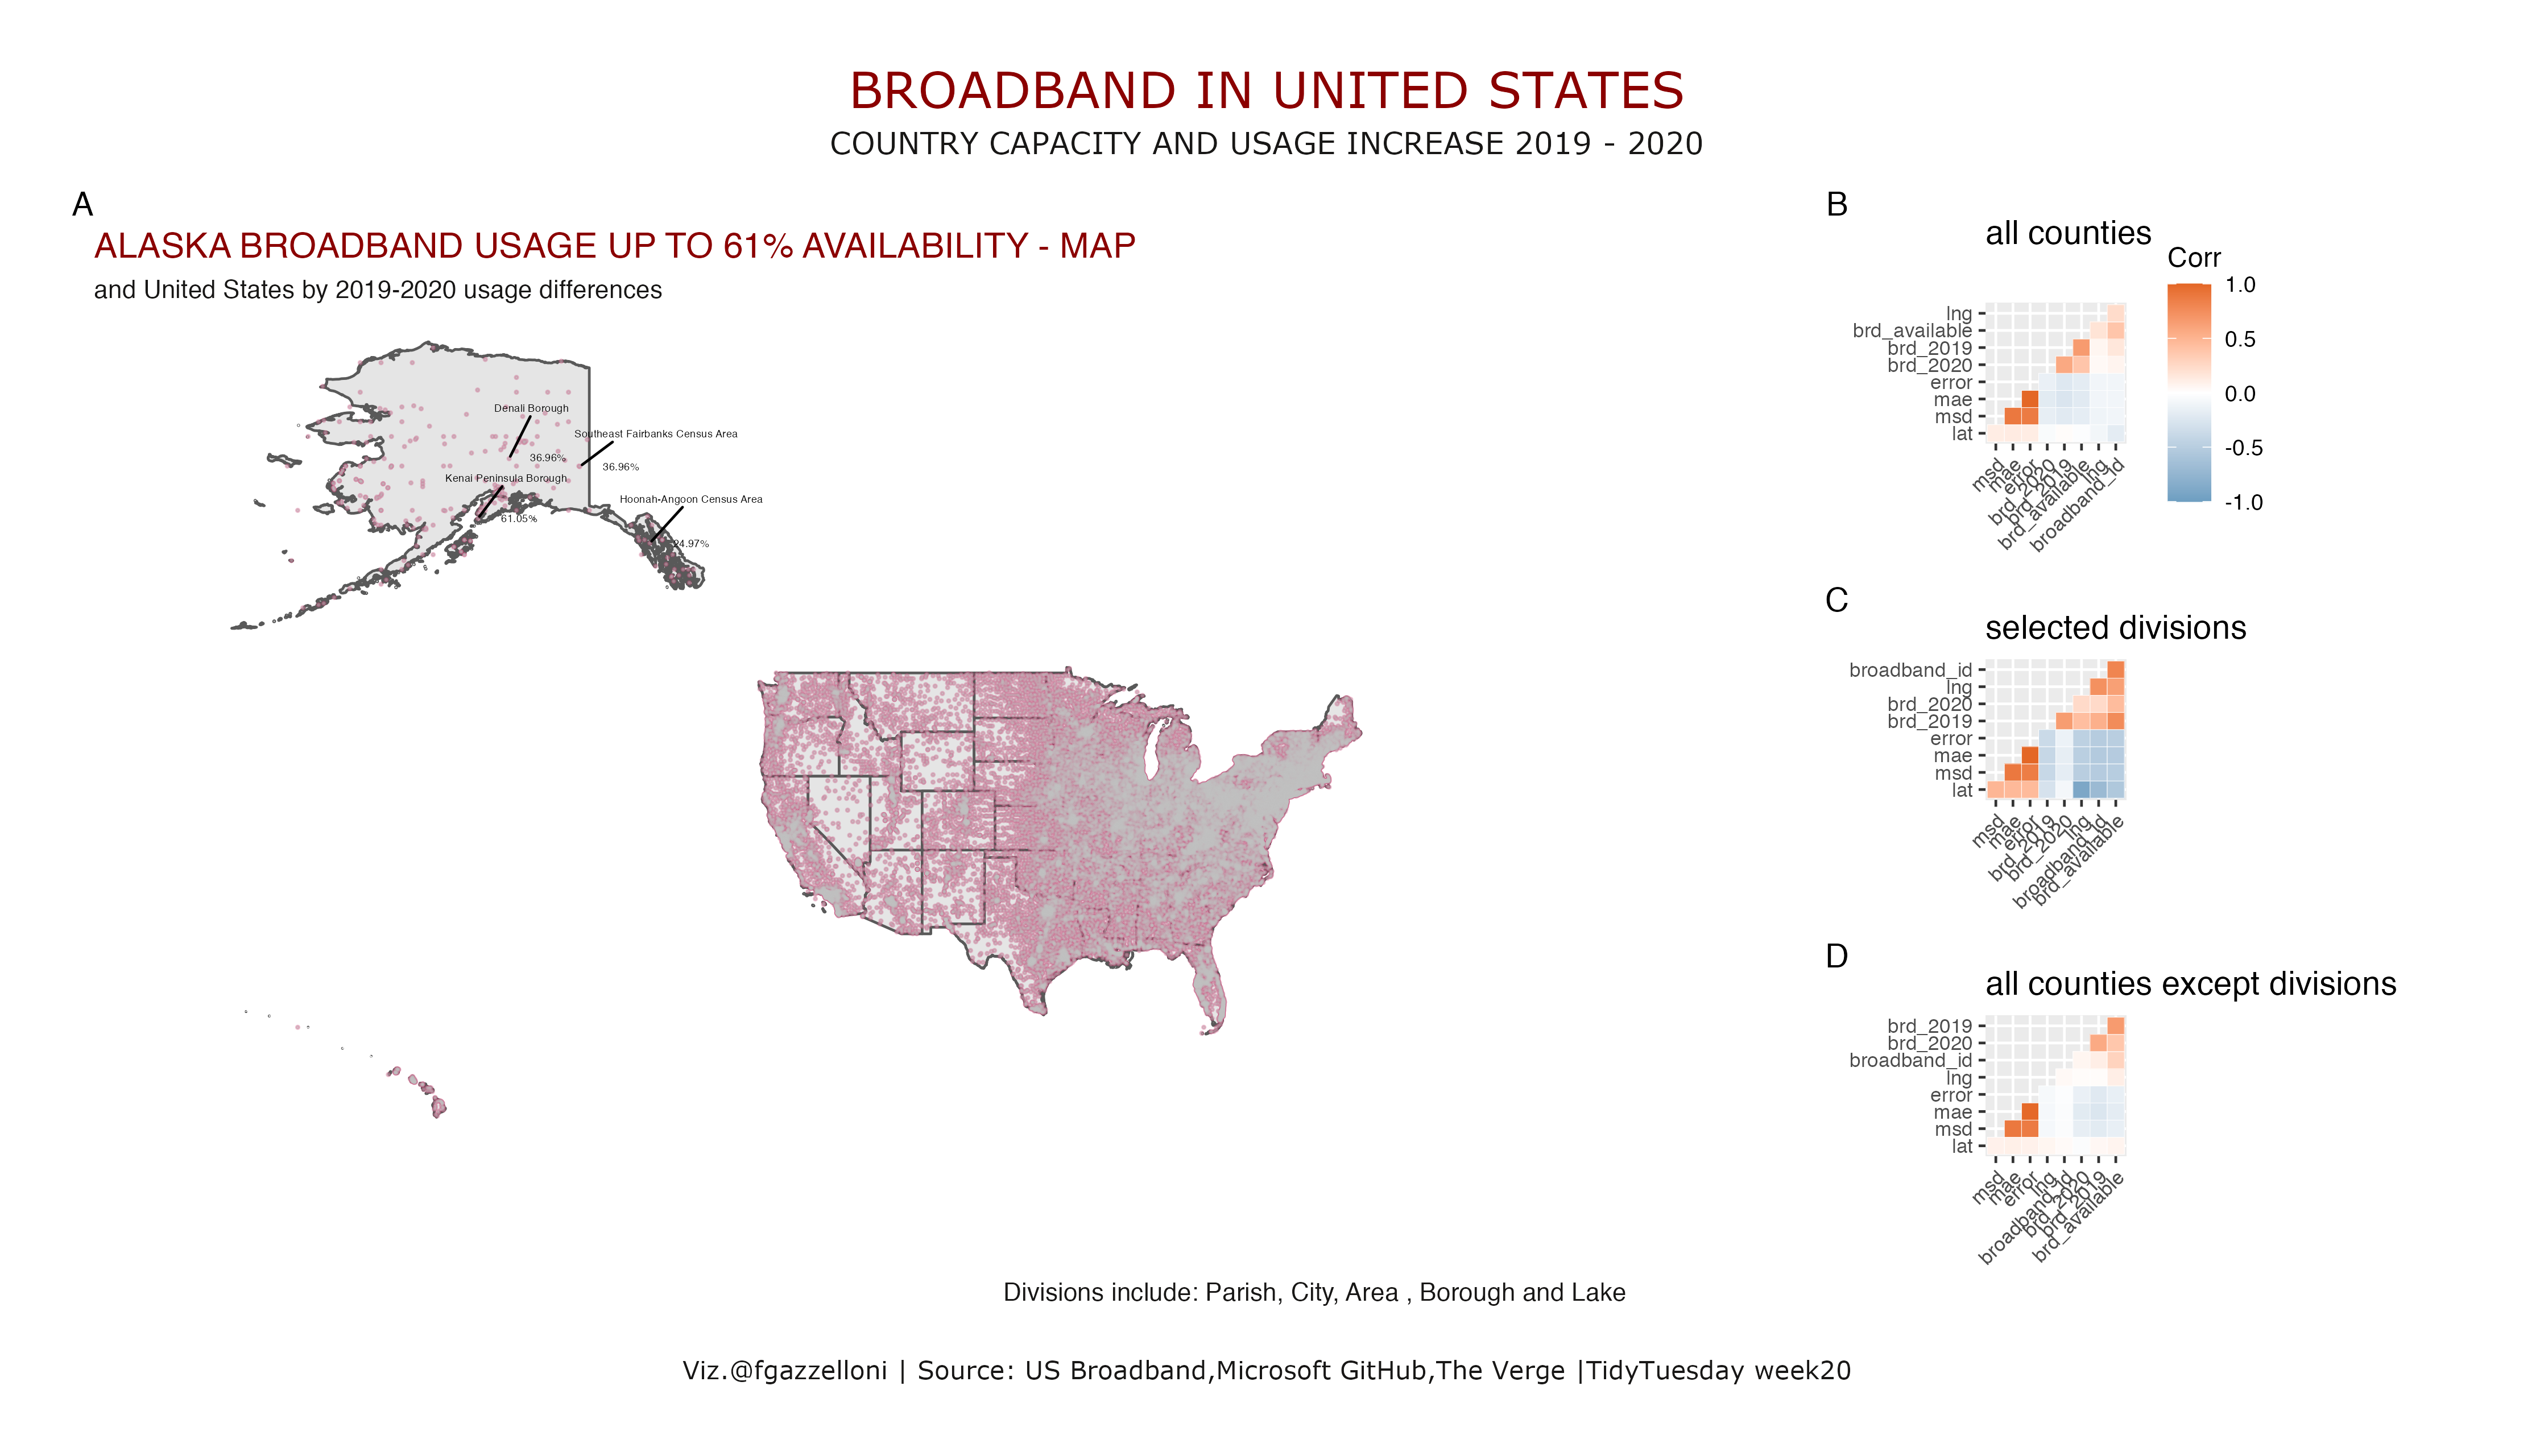 BROADBAND IN UNITED STATES
COUNTRY CAPACITY AND USAGE INCREASE 2019 - 2020
A
ALASKA BROADBAND USAGE UP TO 61% AVAILABILITY - MAP
and United States by 2019-2020 usage differences
Denali Borough
36.96%
Southeast Fairbanks Census Area
36.96%
Kenai Peninsula Borough
61.05%
Hoonah-Angoon Census Area
24.97%
B
all counties
Corr
1.0
0.5
0.0
-0.5
-1.0
lng
brd_available
brd_2019
brd_2020
error
mae
msd
lat
msd
mae
error
brd_2020
brd_2019
brd_available
lng
broadband_id
C
selected divisions
broadband_id
lng
brd_2020
brd_2019
error
mae
msd
lat
msd
mae
error
brd_2019
brd_2020
lng
broadband_id
brd_available
D
all counties except divisions
brd_2019
brd_2020
broadband_id
lng
error
mae
msd
lat
msd
mae
error
lng
broadband_id
brd_2020
brd_2019
brd_available
Divisions include: Parish, City, Area , Borough and Lake
Viz.@fgazzelloni | Source: US Broadband,Microsoft GitHub,The Verge |TidyTuesday week20